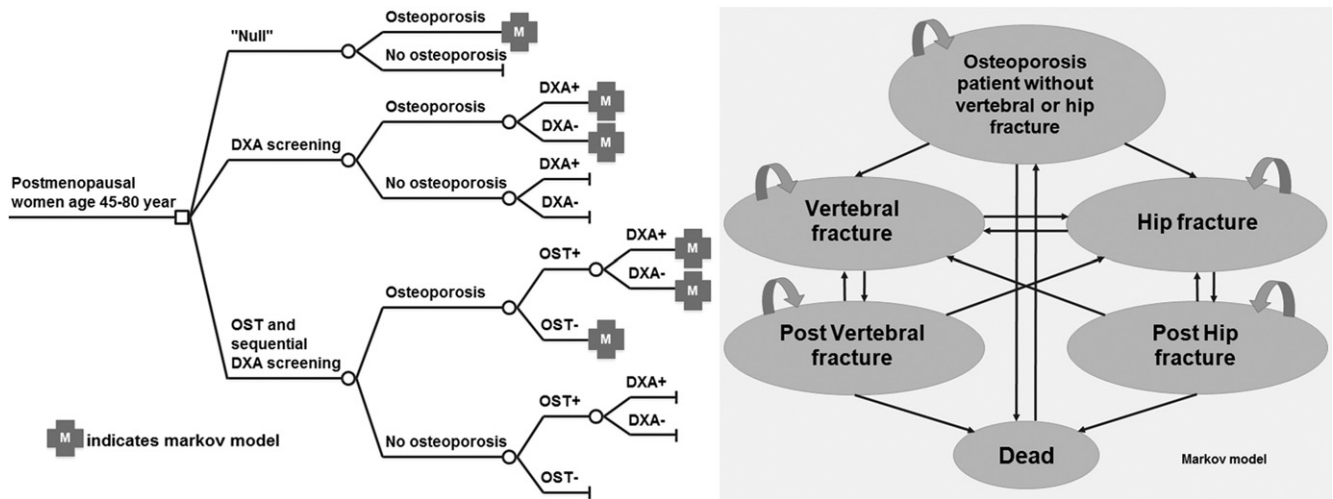 "Null"
Osteoporosis
M
No osteoporosis
DXA screening
Osteoporosis
DXA+
M
DXA-
M
No osteoporosis
DXA+
DXA-
Postmenopausal
women age 45-80 year
OST and
sequential
DXA screening
Osteoporosis
OST+
DXA+
M
DXA-
M
OST-
M
No osteoporosis
OST+
DXA+
DXA-
OST-
M indicates markov model
Osteoporosis
patient without
vertebral or hip
fracture
Vertebral
fracture
Hip fracture
Post Vertebral
fracture
Post Hip
fracture
Dead
Markov model